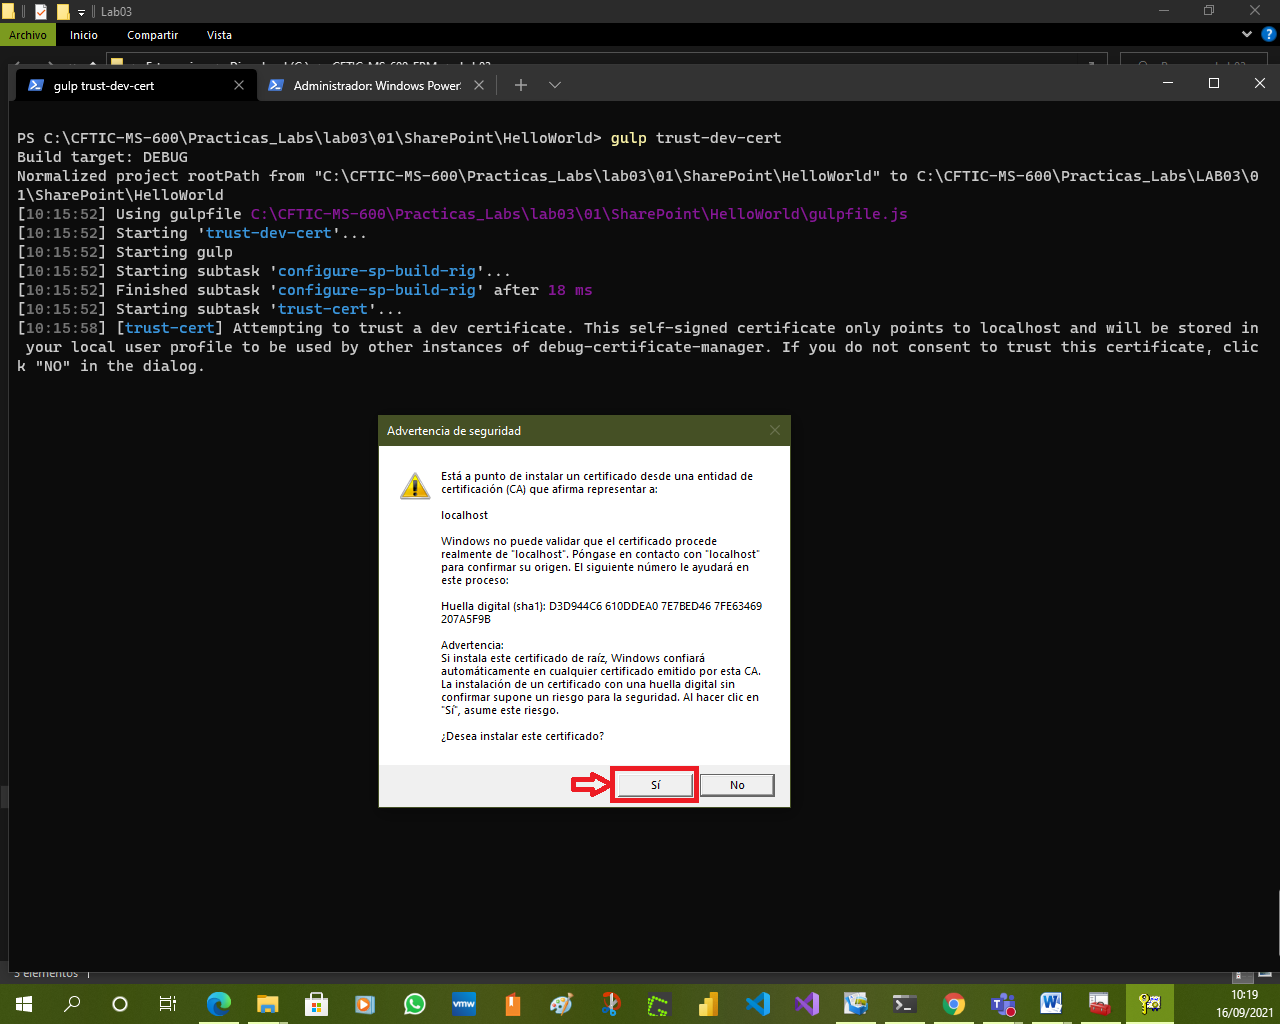 Lab03
Archivo
Inicio
Compartir
Vista
gulp trust-dev-cert
Administrador: Windows Power
PS C:\CFTIC-MS-600\Practicas_Labs\lab03\01\SharePoint\HelloWorld> gulp trust-dev-cert
Build target: DEBUG
Normalized project rootPath from "C:\CFTIC-MS-600\Practicas_Labs\lab03\01\SharePoint\HelloWorld" to C:\CFTIC-MS-600\Practicas_Labs\LAB03\0
1\SharePoint\HelloWorld
[10:15:52] Using gulpfile C:\CFTIC-MS-600\Practicas_Labs\lab03\01\SharePoint\HelloWorld\gulpfile.js
[10:15:52] Starting 'trust-dev-cert'...
[10:15:52] Starting gulp
[10:15:52] Starting subtask 'configure-sp-build-rig'...
[10:15:52] Finished subtask 'configure-sp-build-rig' after 18 ms
[10:15:52] Starting subtask 'trust-cert'...
[10:15:58] [trust-cert] Attempting to trust a dev certificate. This self-signed certificate only points to localhost and will be stored in
your local user profile to be used by other instances of debug-certificate-manager. If you do not consent to trust this certificate, clic
k "NO" in the dialog.
Advertencia de seguridad
Está a punto de instalar un certificado desde una entidad de
certificación (CA) que afirma representar a:
localhost
Windows no puede validar que el certificado procede
realmente de "localhost". Póngase en contacto con "localhost"
para confirmar su origen. El siguiente número le ayudará en
este proceso:
Huella digital (sha1): D3D944C6 610DDEA0 7E7BED46 7FE63469
207A5F9B
Advertencia:
Si instala este certificado de raíz, Windows confiará
automáticamente en cualquier certificado emitido por esta CA.
La instalación de un certificado con una huella digital sin
confirmar supone un riesgo para la seguridad. Al hacer clic en
"Sí", asume este riesgo.
¿Desea instalar este certificado?
Sí
No
elementos
vmw
10:19
16/09/2021